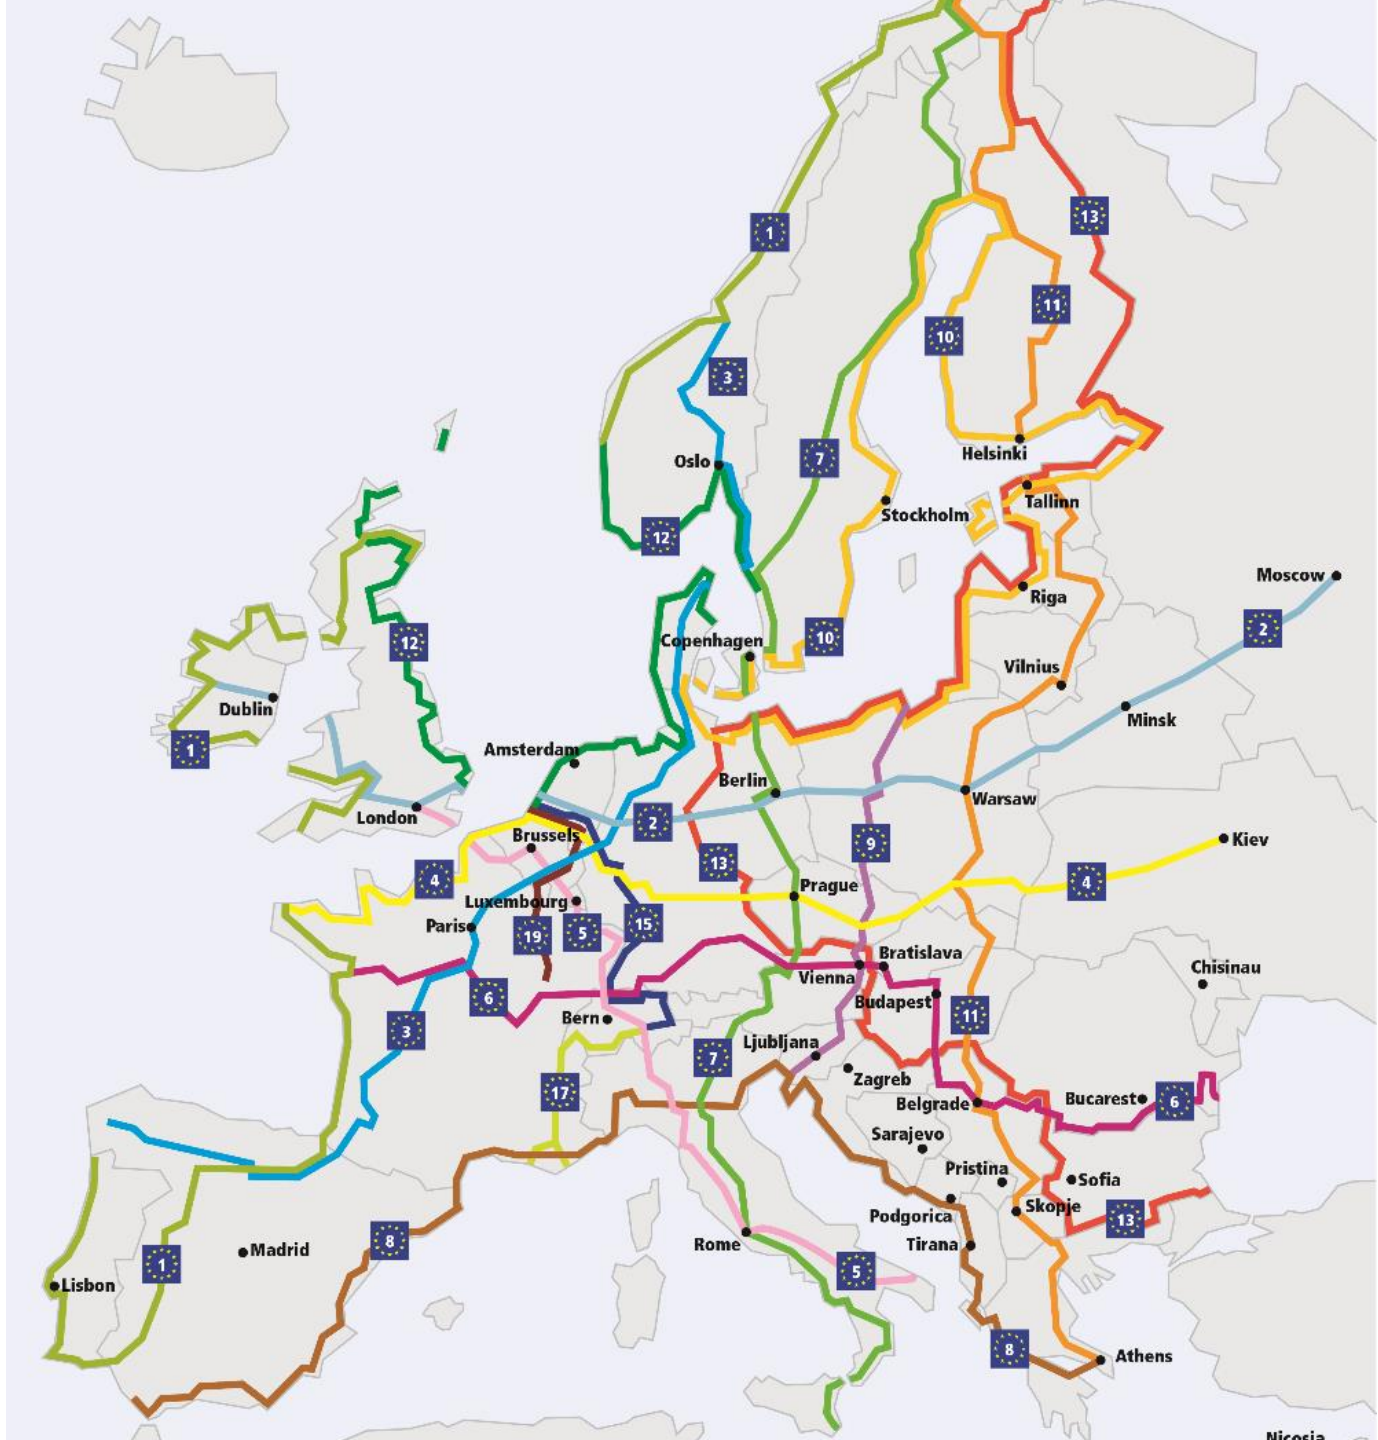 1
13
11
10
3
7
Oslo
Helsinki
Tallinn
Stockholm
12
Moscow
Riga
2
10
Copenhagen
12
Vilnius
Dublin
Minsk
1
Amsterdam
Berlin
Warsaw
London
2
Brussels
Kiev
9
13
4
4
Prague
Luxembourg
Paris
19
5
15
Bratislava
Chisinau
Vienna
6
Budapest
Bern
11
3
Ljubljana
7
Zagreb
17
Bucarest
6
Belgrade
Sarajevo
Pristina
Sofia
Skopje
Podgorica
13
8
Rome
Tirana
Madrid
1
5
Lisbon
8
Athens
Nicosia